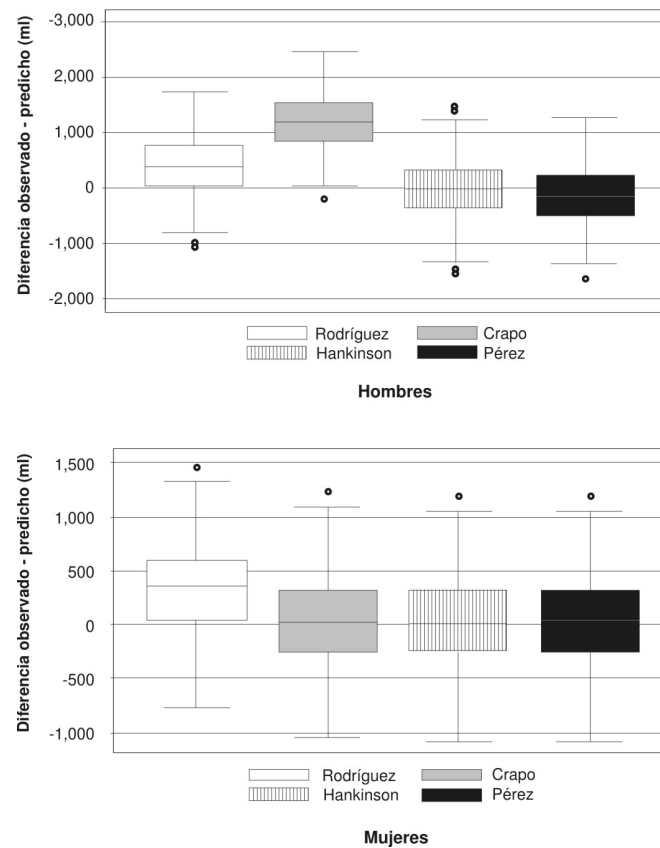 Diferencia observado - predicho (ml)
-3,000
2,000
1,000
0
-1,000
-2,000
Rodríguez
Crapo
Hankinson
Pérez
Hombres
Diferencia observado - predicho (ml)
1,500
1,000
500
0
-500
-1,000
Rodríguez
Crapo
Hankinson
Pérez
Mujeres